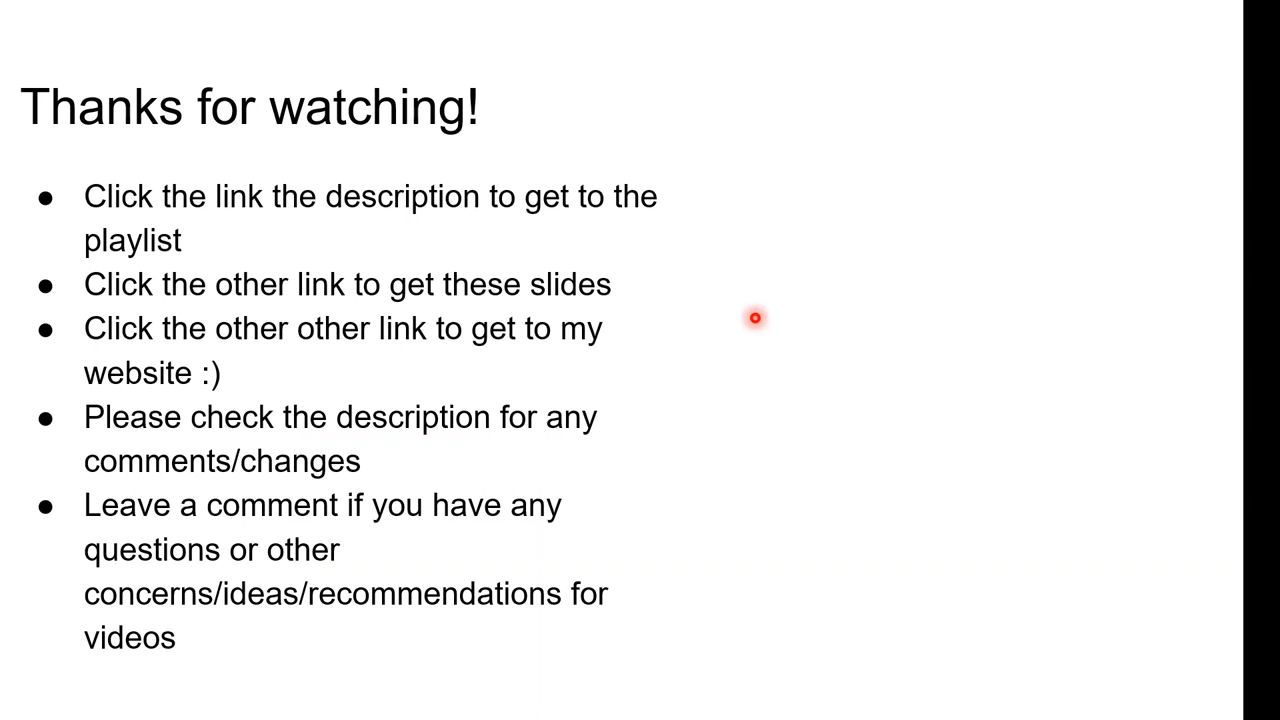 Thanks for watching!
● Click the link the description to get to the
playlist
● Click the other link to get these slides
● Click the other other link to get to my
website :)
● Please check the description for any
comments/changes
● Leave a comment if you have any
questions or other
concerns/ideas/recommendations for
videos